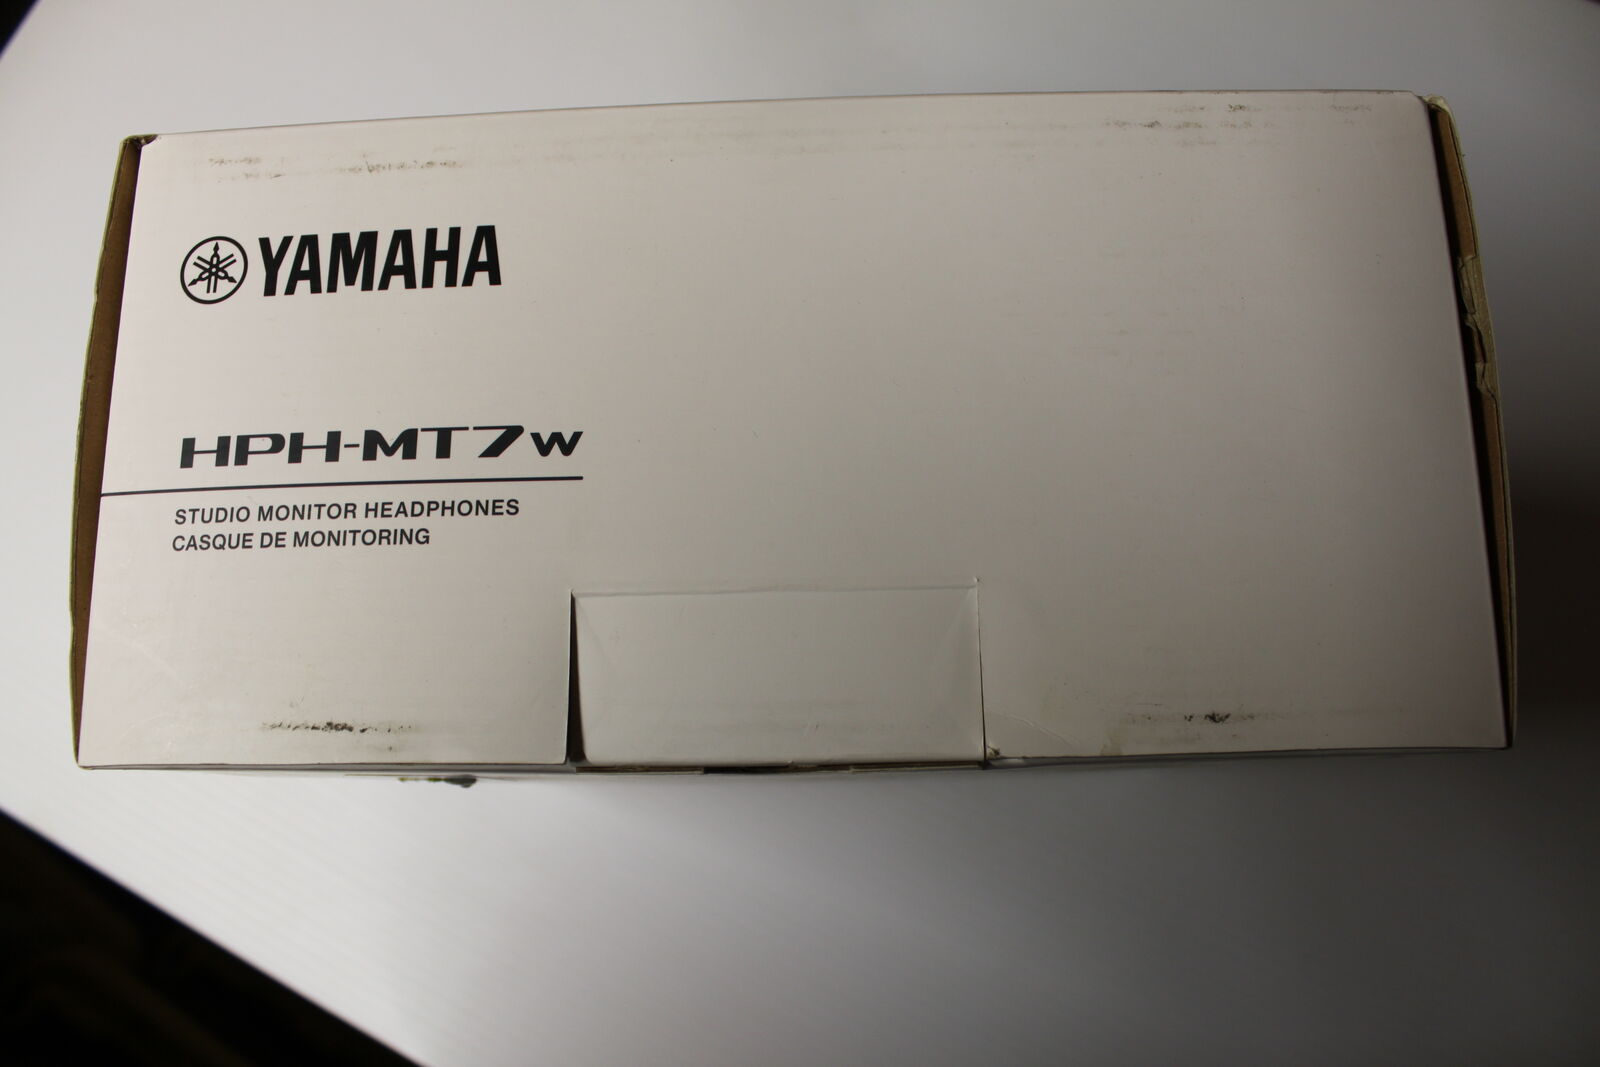 YAMAHA
HPH-MT7W
STUDIO MONITOR HEADPHONES
CASQUE DE MONITORING